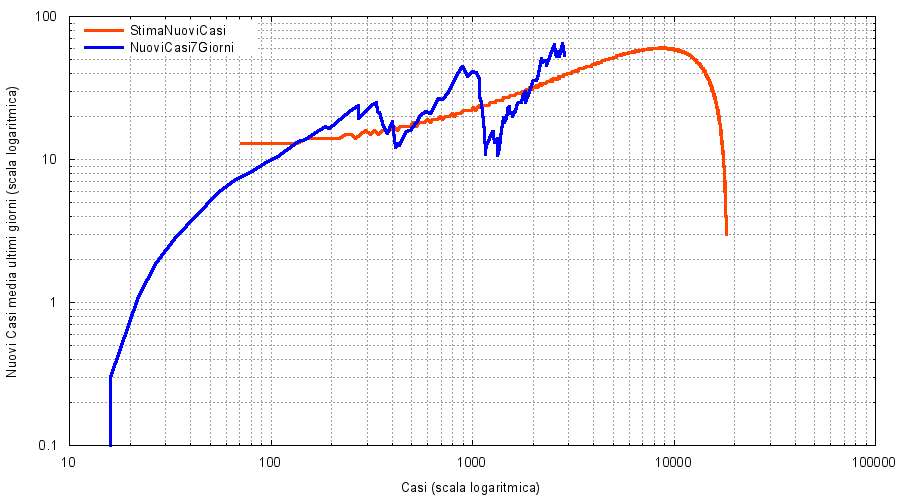 100
StimaNuoviCasi
NuoviCasi7Giorni
10
1
0.1
10
100
1000
10000
100000
Nuovi Casi media ultimi giorni (scala logaritmica)
Casi (scala logaritmica)